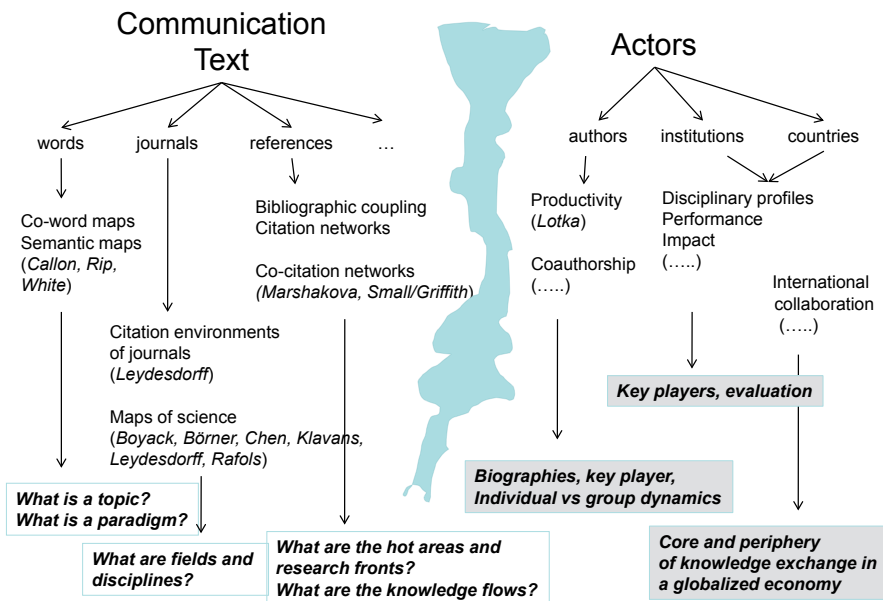 Communication
Text
words
journals
references
...
Co-word maps
Semantic maps
(Callon, Rip,
White)
Bibliographic coupling
Citation networks
Co-citation networks
(Marshakova, Small/Griffith)
Citation environments
of journals
(Leydesdorff)
Maps of science
(Boyack, Börner, Chen, Klavans,
Leydesdorff, Rafols)
What is a topic?
What is a paradigm?
What are fields and
disciplines?
What are the hot areas and
research fronts?
What are the knowledge flows?
Actors
authors
institutions
countries
Productivity
(Lotka)
Coauthorship
(.....)
Disciplinary profiles
Performance
Impact
(.....)
International
collaboration
(.....)
Key players, evaluation
Biographies, key player,
Individual vs group dynamics
Core and periphery
of knowledge exchange in
a globalized economy